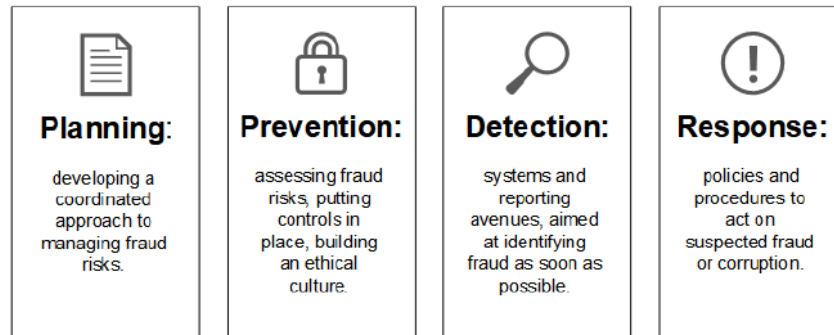 Planning:
developing a
coordinated
approach to
managing fraud
risks.
Prevention:
assessing fraud
risks, putting
controls in
place, building
an ethical
culture.
Detection:
systems and
reporting
avenues, aimed
at identifying
fraud as soon as
possible.
Response:
policies and
procedures to
act on
suspected fraud
or corruption.